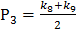 P₃ = (k₈+k₉)/2